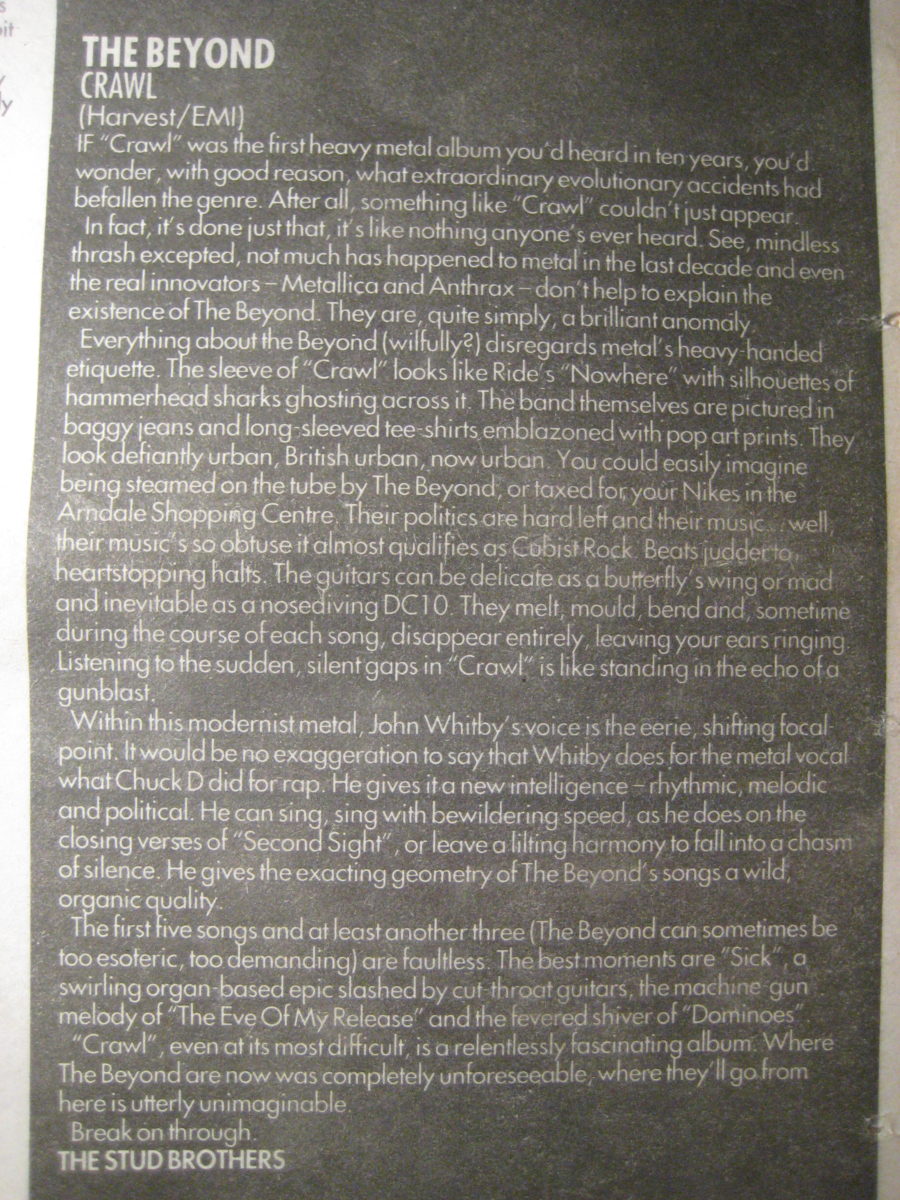 THE BEYOND
CRAWL
(Harvest/EMI)
IF "Crawl" was the first heavy metal album you'd heard in ten years, you'd
wonder, with good reason, what extraordinary evolutionary accidents had
befallen the genre. After all, something like "Crawl" couldn't just appear.
In fact, it's done just that, it's like nothing anyone's ever heard. See, mindless
thrash excepted, not much has happened to metal in the last decade and even
the real innovators – Metallica and Anthrax – don't help to explain the
existence of The Beyond. They are, quite simply, a brilliant anomaly.
Everything about the Beyond (wilfully?) disregards metal's heavy-handed
etiquette. The sleeve of "Crawl" looks like Ride's "Nowhere" with silhouettes of
hammerhead sharks ghosting across it. The band themselves are pictured in
baggy jeans and long-sleeved tee-shirts emblazoned with pop art prints. They
look defiantly urban, British urban, now urban. You could easily imagine
being steamed on the tube by The Beyond, or taxed for your Nikes in the
Arndale Shopping Centre. Their politics are hard left and their music... well,
their music's so obtuse it almost qualifies as Cubist Rock. Beats judder to
heartstopping halts. The guitars can be delicate as a butterfly's wing or mad
and inevitable as a nosediving DC10. They melt, mould, bend and, sometime
during the course of each song, disappear entirely, leaving your ears ringing.
Listening to the sudden, silent gaps in "Crawl" is like standing in the echo of a
gunblast.
Within this modernist metal, John Whitby's voice is the eerie, shifting focal
point. It would be no exaggeration to say that Whitby does for the metal vocal
what Chuck D did for rap. He gives it a new intelligence – rhythmic, melodic
and political. He can sing, sing with bewildering speed, as he does on the
closing verses of "Second Sight", or leave a lilting harmony to fall into a chasm
of silence. He gives the exacting geometry of The Beyond's songs a wild,
organic quality.
The first five songs and at least another three (The Beyond can sometimes be
too esoteric, too demanding) are faultless. The best moments are "Sick", a
swirling organ-based epic slashed by cut-throat guitars, the machine-gun
melody of "The Eve Of My Release" and the fevered shiver of "Dominoes".
"Crawl", even at its most difficult, is a relentlessly fascinating album. Where
The Beyond are now was completely unforeseeable, where they'll go from
here is utterly unimaginable.
Break on through.
THE STUD BROTHERS